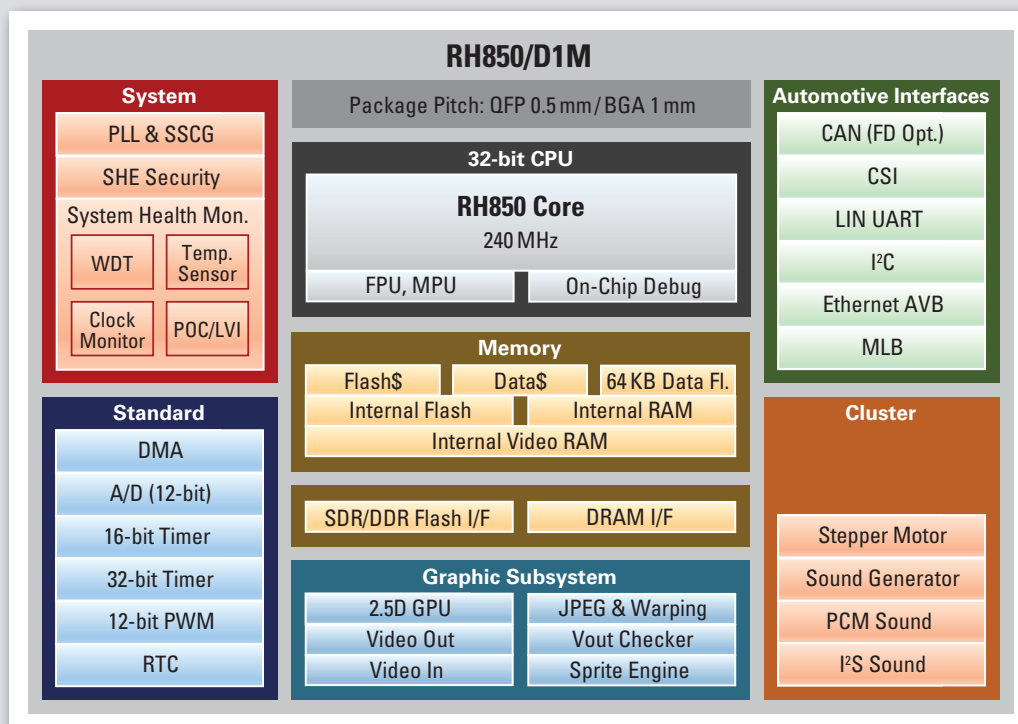 RH850/D1M
System
PLL & SSCG
SHE Security
System Health Mon.
WDT
Temp.
Sensor
Clock
Monitor
POC/LVI
Standard
DMA
A/D (12-bit)
16-bit Timer
32-bit Timer
12-bit PWM
RTC
Package Pitch: QFP 0.5 mm / BGA 1 mm
32-bit CPU
RH850 Core
240 MHz
FPU, MPU
On-Chip Debug
Memory
Flash$
Data$
64 KB Data Fl.
Internal Flash
Internal RAM
Internal Video RAM
SDR/DDR Flash I/F
DRAM I/F
Graphic Subsystem
2.5D GPU
JPEG & Warping
Video Out
Vout Checker
Video In
Sprite Engine
Automotive Interfaces
CAN (FD Opt.)
CSI
LIN UART
I²C
Ethernet AVB
MLB
Cluster
Stepper Motor
Sound Generator
PCM Sound
I²S Sound